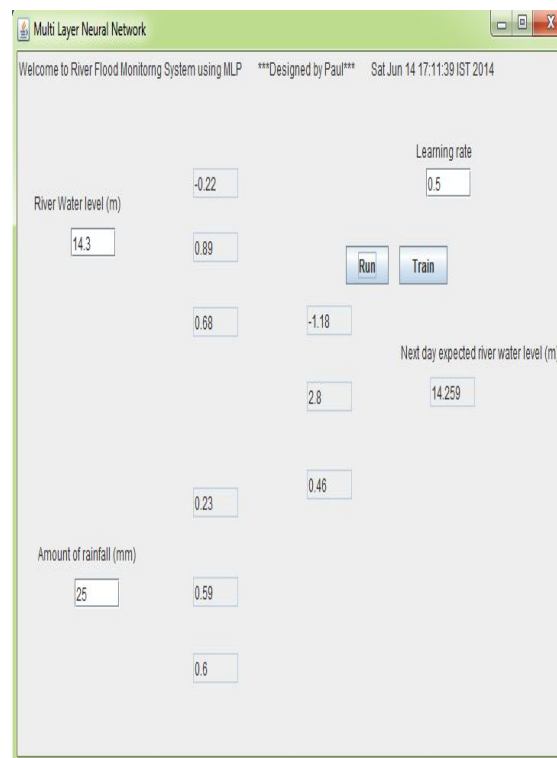 Multi Layer Neural Network
Welcome to River Flood Monitorng System using MLP ***Designed by Paul*** Sat Jun 14 17:11:39 IST 2014
Learning rate
-0.22
0.5
River Water level (m)
14.3
0.89
Run
Train
0.68
-1.18
Next day expected river water level (m
2.8
14.259
0.46
0.23
Amount of rainfall (mm)
25
0.59
0.6